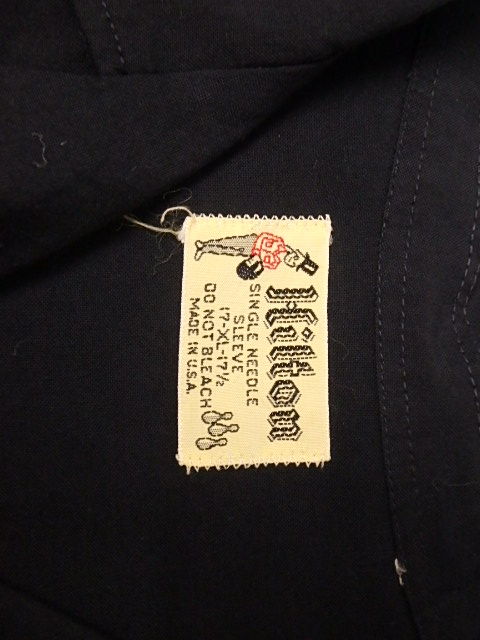 Hilton
SINGLE NEEDLE
SLEEVE
17-XL-17½
DO NOT BLEACH
MADE IN U.S.A.